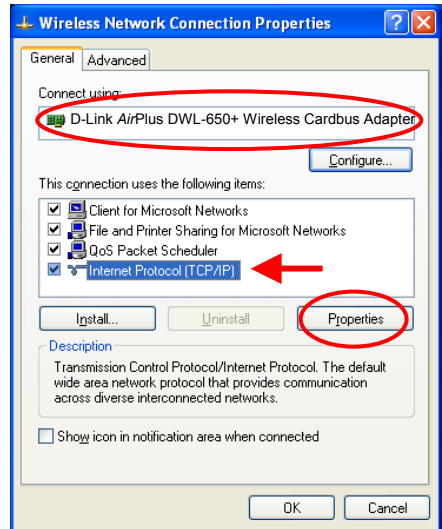 Wireless Network Connection Properties
General Advanced
Connect using:
D-Link AirPlus DWL-650+ Wireless Cardbus Adapter
Configure...
This connection uses the following items:
Client for Microsoft Networks
File and Printer Sharing for Microsoft Networks
QoS Packet Scheduler
Internet Protocol (TCP/IP)
Install... Uninstall Properties
Description
Transmission Control Protocol/Internet Protocol. The default
wide area network protocol that provides communication
across diverse interconnected networks.
Show icon in notification area when connected
OK Cancel